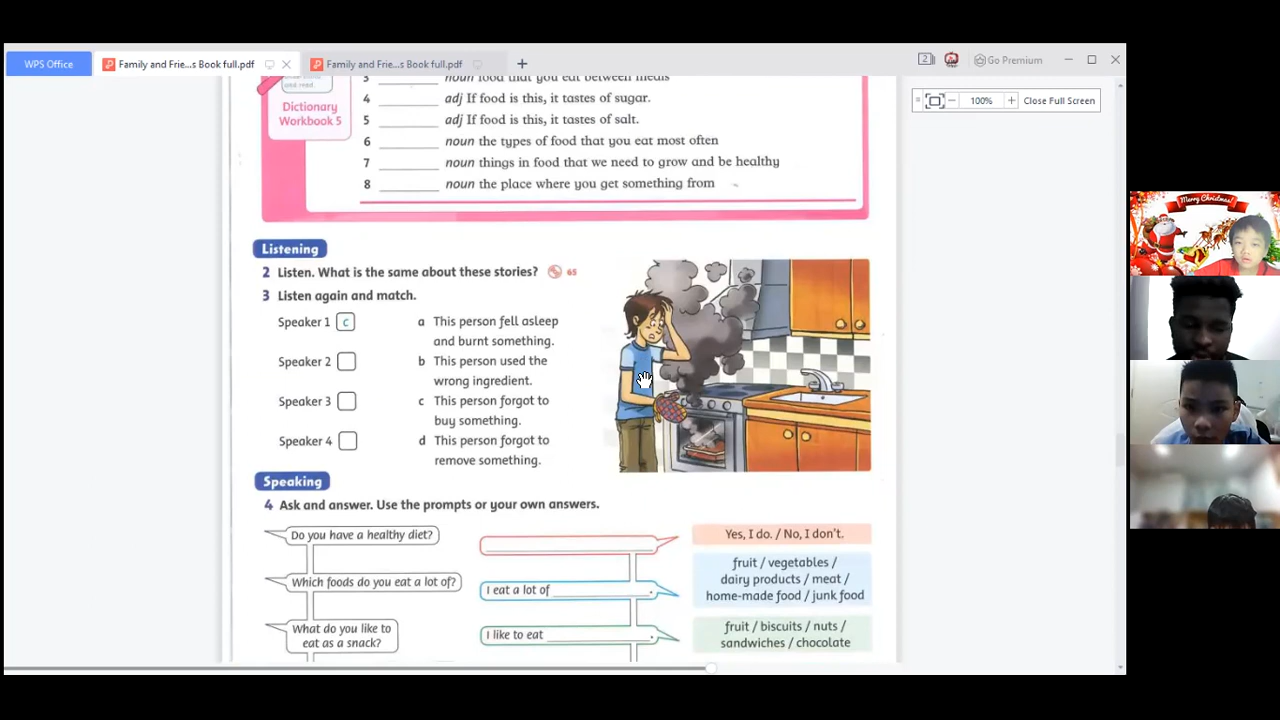 WPS Office
Family and Frie...s Book full.pdf
Family and Frie...s Book full.pdf
2
Go Premium
100%
Close Full Screen
and read.
Dictionary
Workbook 5
3 noun food that you eat between meals
4 adj If food is this, it tastes of sugar.
5 adj If food is this, it tastes of salt.
6 noun the types of food that you eat most often
7 noun things in food that we need to grow and be healthy
8 noun the place where you get something from
Listening
2 Listen. What is the same about these stories? 65
3 Listen again and match.
Speaker 1 c
Speaker 2
Speaker 3
Speaker 4
a This person fell asleep
and burnt something.
b This person used the
wrong ingredient.
c This person forgot to
buy something.
d This person forgot to
remove something.
Speaking
4 Ask and answer. Use the prompts or your own answers.
Do you have a healthy diet?
Yes, I do. / No, I don't.
Which foods do you eat a lot of?
I eat a lot of
fruit / vegetables /
dairy products / meat /
home-made food / junk food
What do you like to
eat as a snack?
I like to eat
fruit / biscuits / nuts /
sandwiches / chocolate
Merry Christmas!